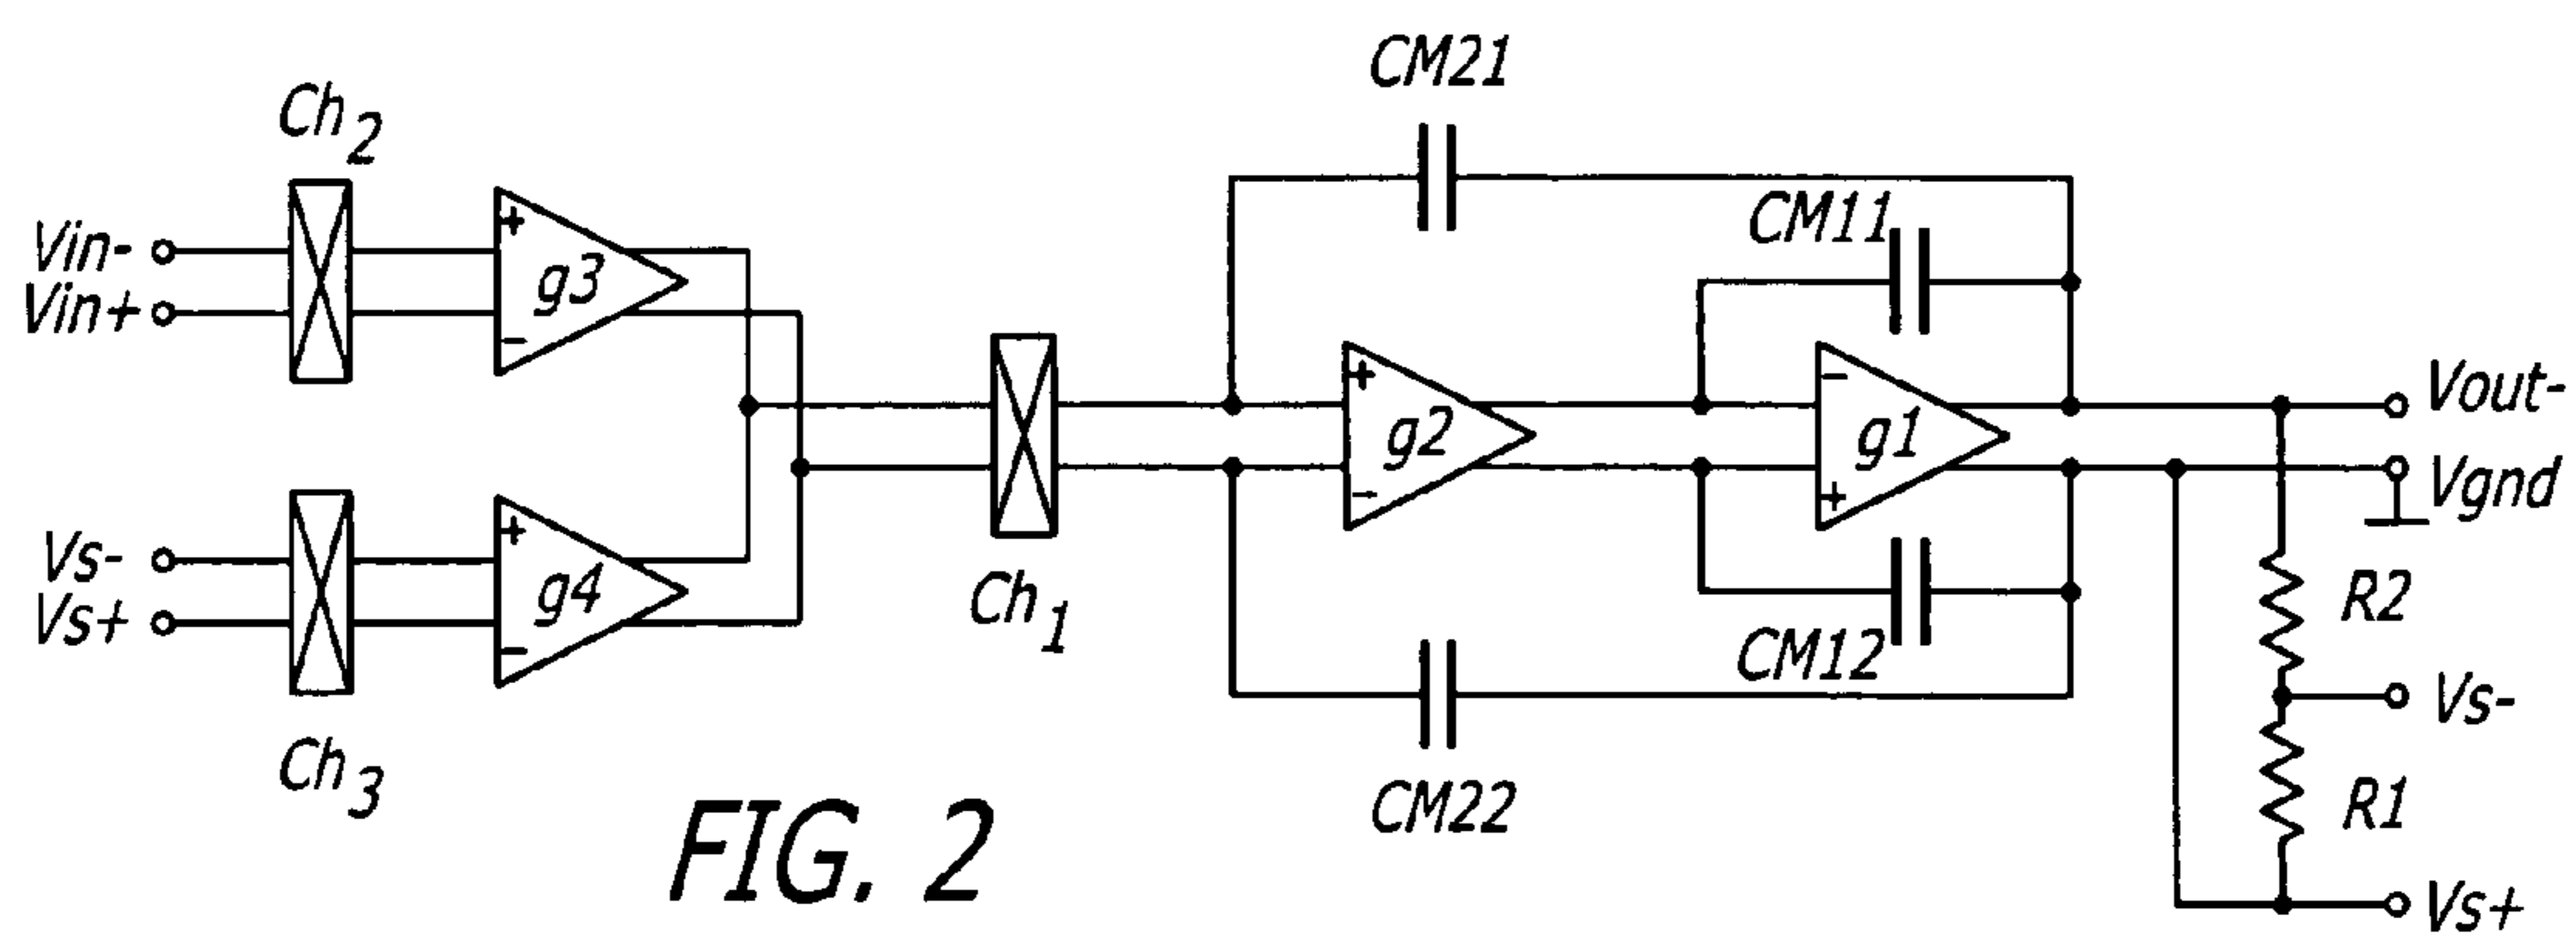 CM21
Ch2
CM11
Vin-
Vin+
+
g3
-
Vout-
Vgnd
+
g2
-
-
g1
+
Vs-
Vs+
+
g4
-
Ch1
CM12
R2
Vs-
Ch3
CM22
R1
Vs+
FIG. 2